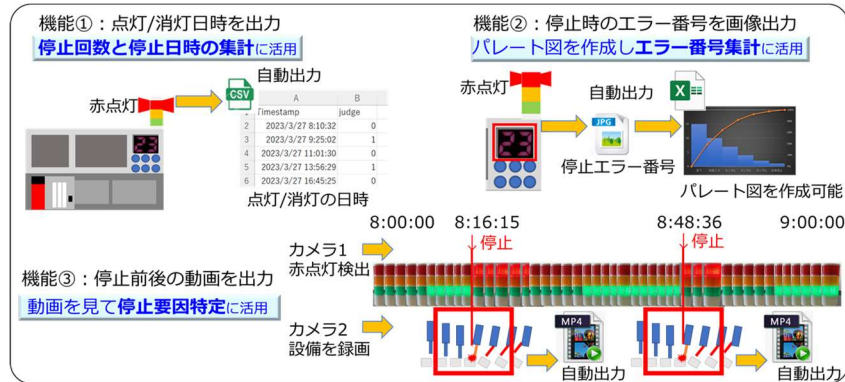 機能①：点灯/消灯日時を出力
停止回数と停止日時の集計に活用
自動出力
CSV
赤点灯
A B
1 Timestamp judge
2 2023/3/27 8:10:32 0
3 2023/3/27 9:25:02 1
4 2023/3/27 11:01:30 0
5 2023/3/27 13:56:29 1
6 2023/3/27 16:45:25 0
点灯/消灯の日時
機能②：停止時のエラー番号を画像出力
パレート図を作成しエラー番号集計に活用
赤点灯
自動出力
X
23
JPG
停止エラー番号
パレート図を作成可能
機能③：停止前後の動画を出力
動画を見て停止要因特定に活用
8:00:00 8:16:15 8:48:36 9:00:00
カメラ1
赤点灯検出
停止
停止
カメラ2
設備を録画
MP4
自動出力
MP4
自動出力